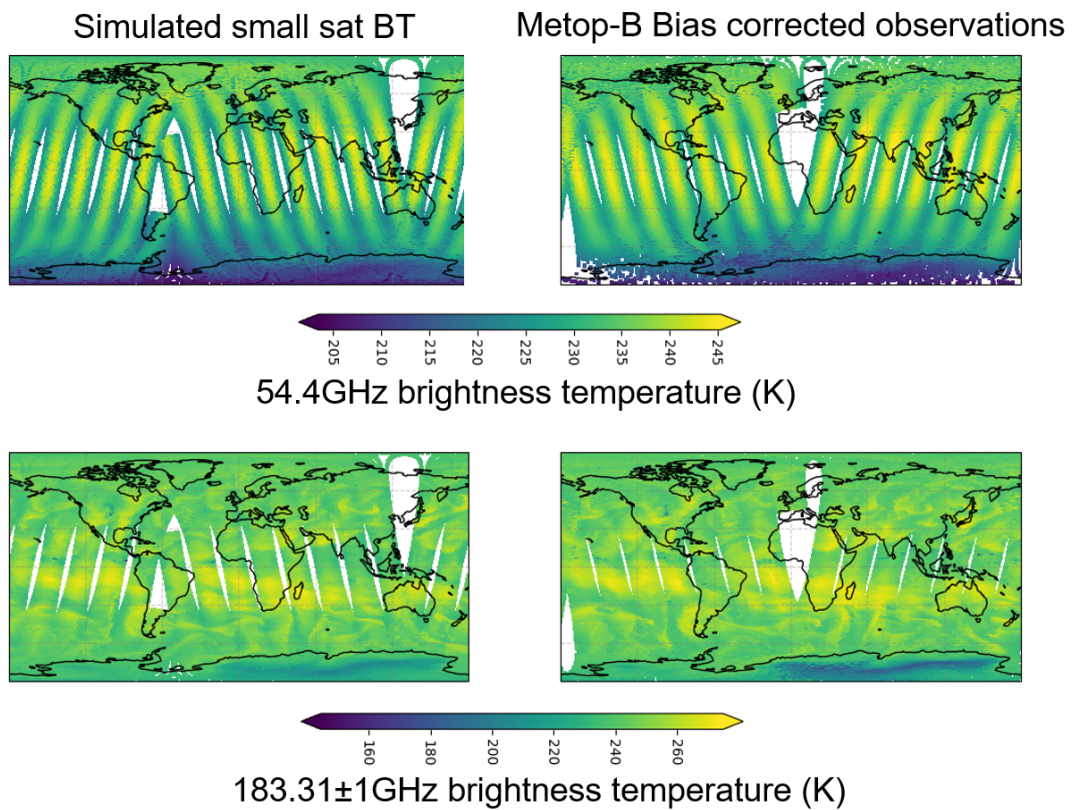 Simulated small sat BT
Metop-B Bias corrected observations
205 210 215 220 225 230 235 240 245
54.4GHz brightness temperature (K)
160 180 200 220 240 260
183.31±1GHz brightness temperature (K)